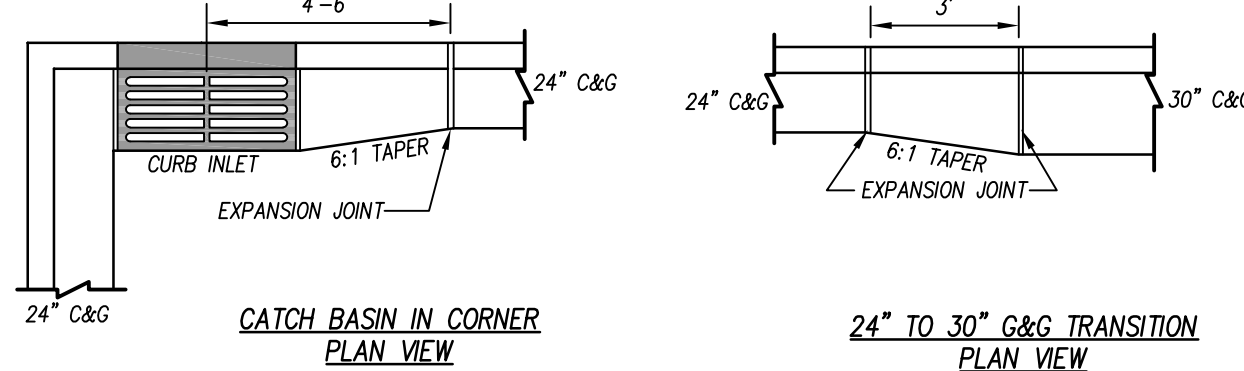 4'-6"
24" C&G
CURB INLET
6:1 TAPER
EXPANSION JOINT
24" C&G
CATCH BASIN IN CORNER
PLAN VIEW
3'
24" C&G
30" C&G
6:1 TAPER
EXPANSION JOINT
24" TO 30" G&G TRANSITION
PLAN VIEW